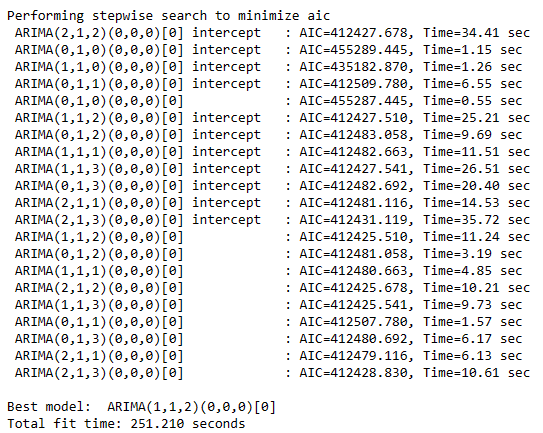 Performing stepwise search to minimize aic
ARIMA(2,1,2)(0,0,0)[0] intercept   : AIC=412427.678, Time=34.41 sec
ARIMA(0,1,0)(0,0,0)[0] intercept   : AIC=455289.445, Time=1.15 sec
ARIMA(1,1,0)(0,0,0)[0] intercept   : AIC=435182.870, Time=1.26 sec
ARIMA(0,1,1)(0,0,0)[0] intercept   : AIC=412509.780, Time=6.55 sec
ARIMA(0,1,0)(0,0,0)[0]             : AIC=455287.445, Time=0.55 sec
ARIMA(1,1,2)(0,0,0)[0] intercept   : AIC=412427.510, Time=25.21 sec
ARIMA(0,1,2)(0,0,0)[0] intercept   : AIC=412483.058, Time=9.69 sec
ARIMA(1,1,1)(0,0,0)[0] intercept   : AIC=412482.663, Time=11.51 sec
ARIMA(1,1,3)(0,0,0)[0] intercept   : AIC=412427.541, Time=26.51 sec
ARIMA(0,1,3)(0,0,0)[0] intercept   : AIC=412482.692, Time=20.40 sec
ARIMA(2,1,1)(0,0,0)[0] intercept   : AIC=412481.116, Time=14.53 sec
ARIMA(2,1,3)(0,0,0)[0] intercept   : AIC=412431.119, Time=35.72 sec
ARIMA(1,1,2)(0,0,0)[0]             : AIC=412425.510, Time=11.24 sec
ARIMA(0,1,2)(0,0,0)[0]             : AIC=412481.058, Time=3.19 sec
ARIMA(1,1,1)(0,0,0)[0]             : AIC=412480.663, Time=4.85 sec
ARIMA(2,1,2)(0,0,0)[0]             : AIC=412425.678, Time=10.21 sec
ARIMA(1,1,3)(0,0,0)[0]             : AIC=412425.541, Time=9.73 sec
ARIMA(0,1,1)(0,0,0)[0]             : AIC=412507.780, Time=1.57 sec
ARIMA(0,1,3)(0,0,0)[0]             : AIC=412480.692, Time=6.17 sec
ARIMA(2,1,1)(0,0,0)[0]             : AIC=412479.116, Time=6.13 sec
ARIMA(2,1,3)(0,0,0)[0]             : AIC=412428.830, Time=10.61 sec
Best model:  ARIMA(1,1,2)(0,0,0)[0]
Total fit time: 251.210 seconds